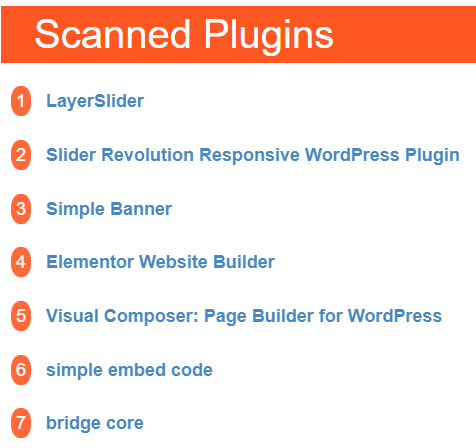 Scanned Plugins
1 LayerSlider
2 Slider Revolution Responsive WordPress Plugin
3 Simple Banner
4 Elementor Website Builder
5 Visual Composer: Page Builder for WordPress
6 simple embed code
7 bridge core